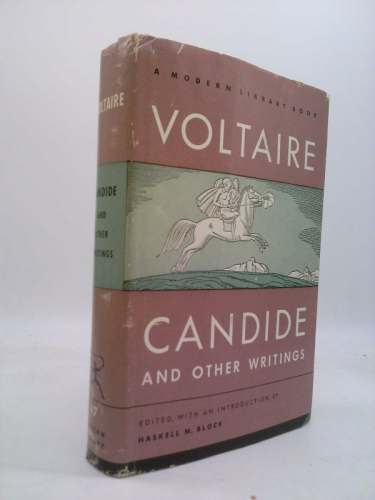 A MODERN LIBRARY BOOK
VOLTAIRE
CANDIDE
AND OTHER WRITINGS
EDITED, WITH AN INTRODUCTION, BY
HASKELL M. BLOCK
VOLTAIRE
CANDIDE
AND
OTHER
WRITINGS